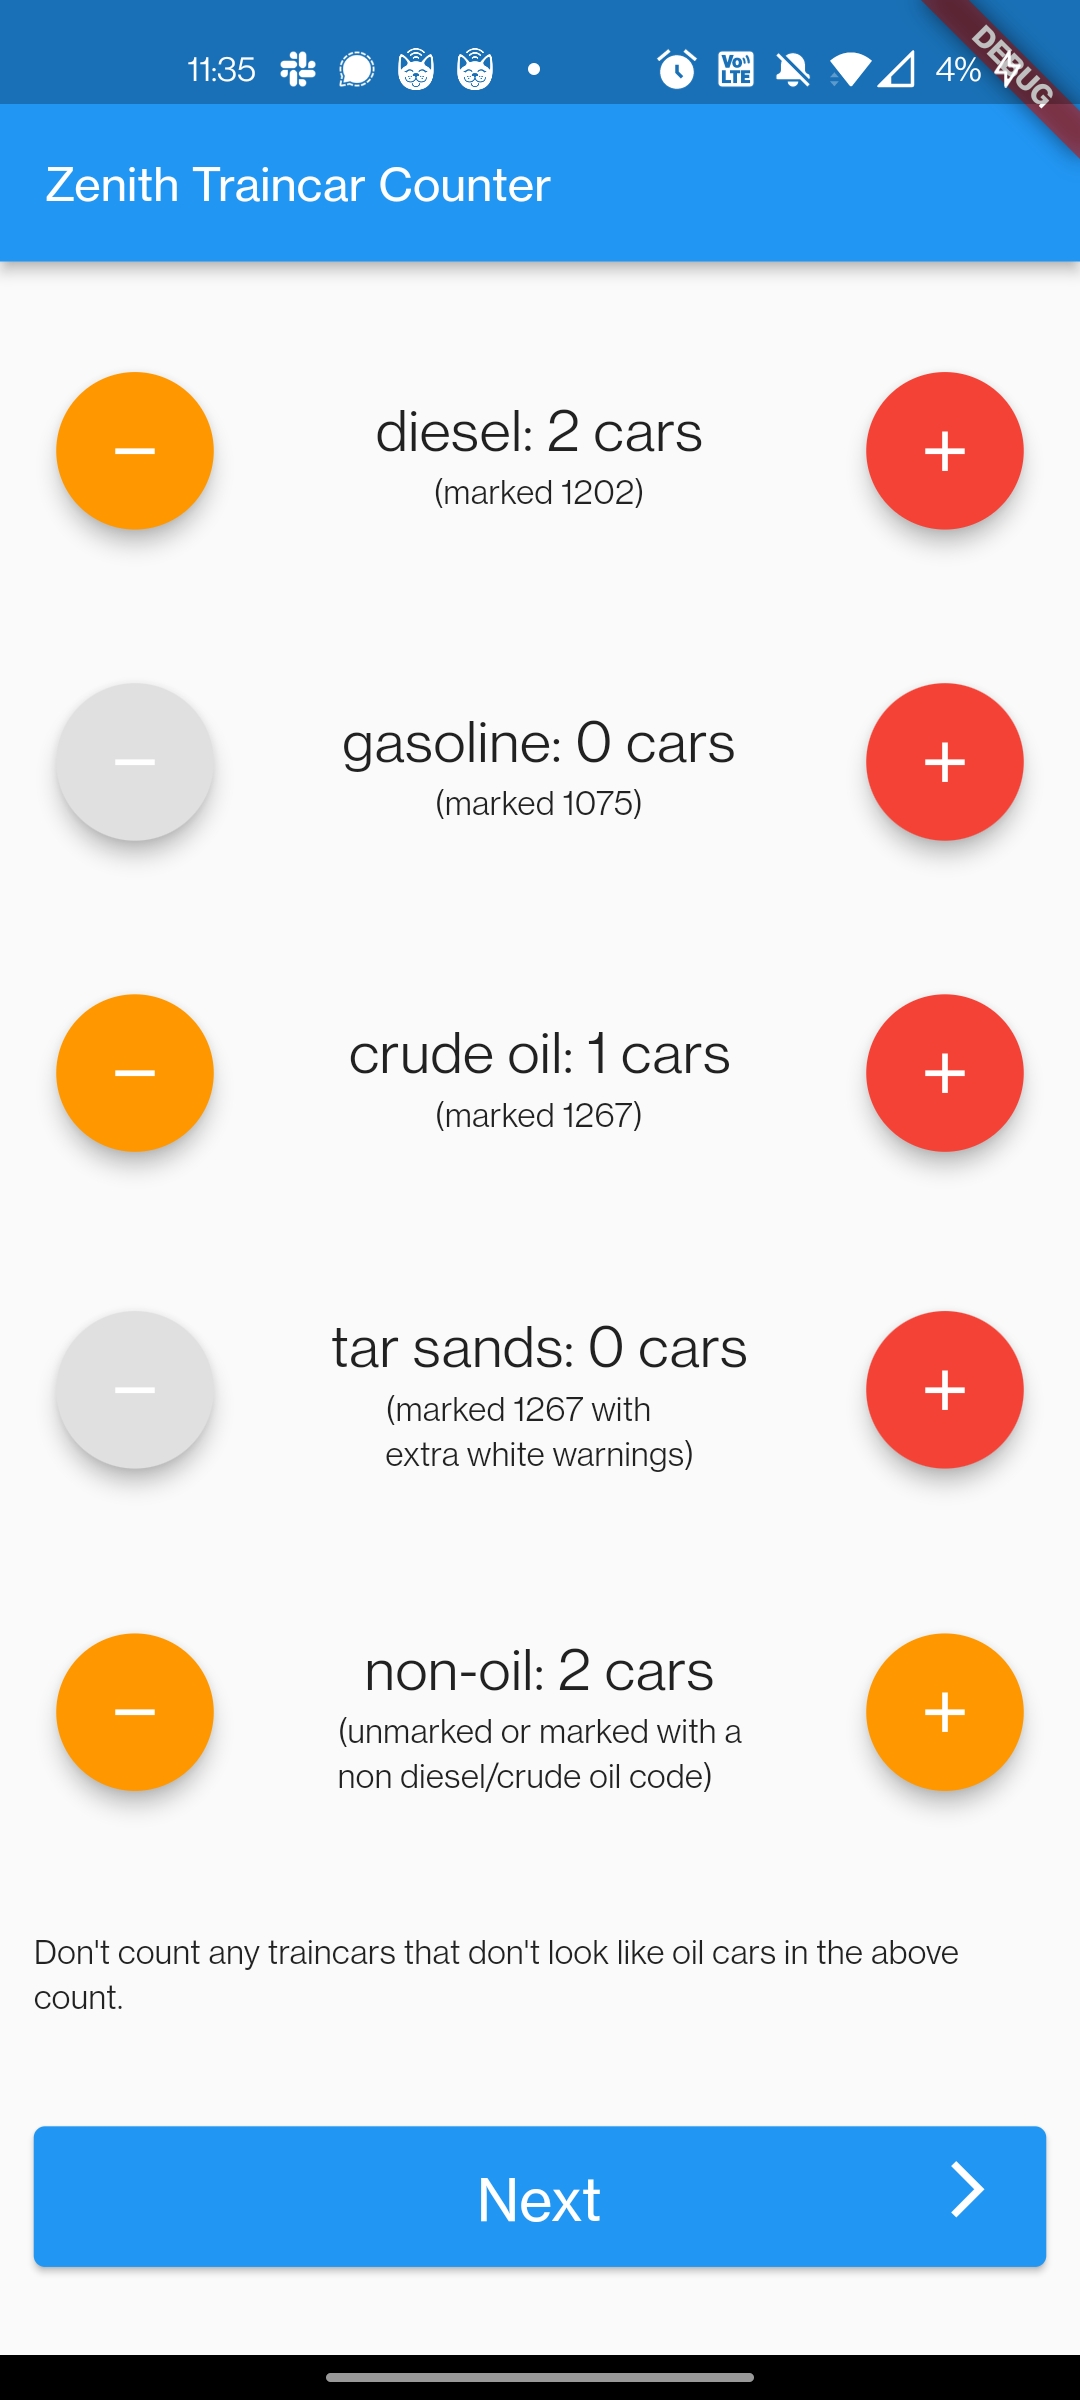 11:35
Vo)) LTE
4%
DEBUG
Zenith Traincar Counter
diesel: 2 cars
(marked 1202)
gasoline: 0 cars
(marked 1075)
crude oil: 1 cars
(marked 1267)
tar sands: 0 cars
(marked 1267 with
extra white warnings)
non-oil: 2 cars
(unmarked or marked with a
non diesel/crude oil code)
Don't count any traincars that don't look like oil cars in the above
count.
Next